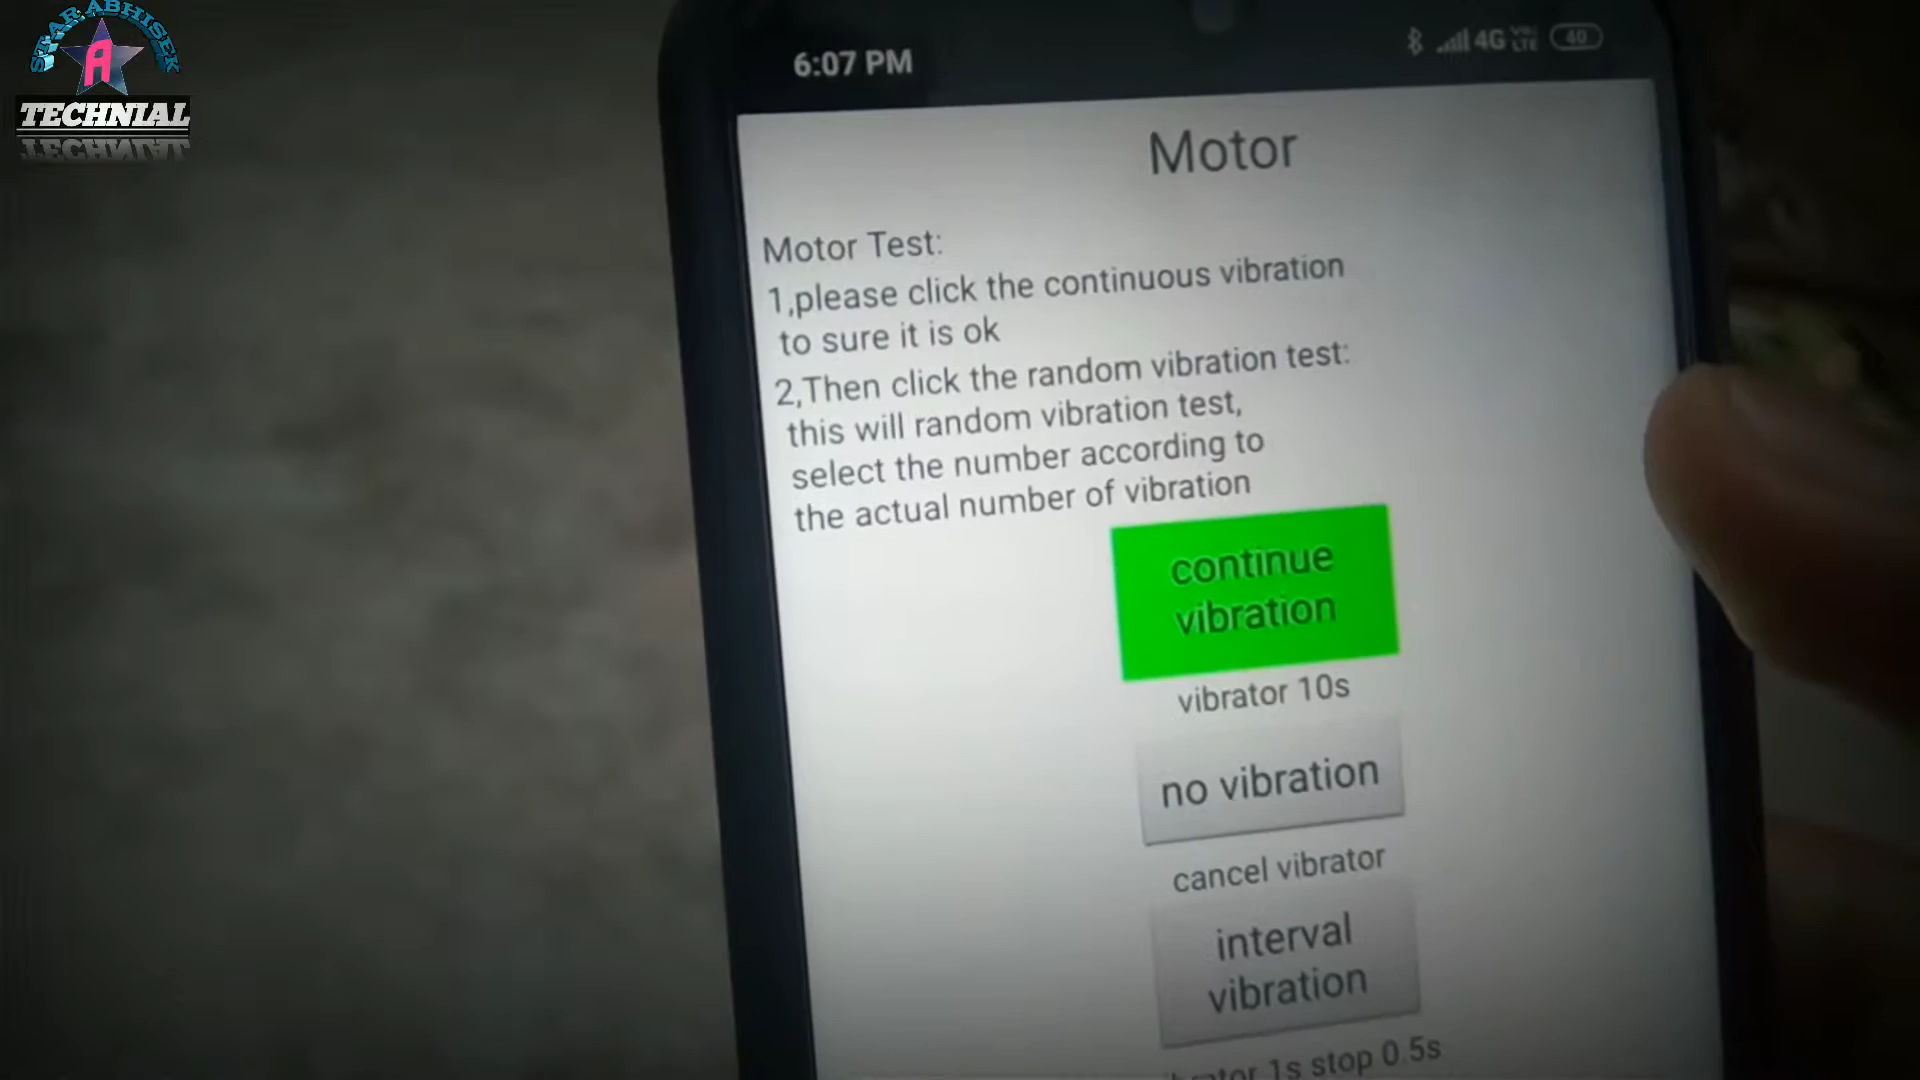 STAR ABHISEK
A
TECHNIAL
6:07 PM
4G
VoLTE
40
Motor
Motor Test:
1,please click the continuous vibration
to sure it is ok
2,Then click the random vibration test:
this will random vibration test,
select the number according to
the actual number of vibration
continue
vibration
vibrator 10s
no vibration
cancel vibrator
interval
vibration
1s stop 0.5s